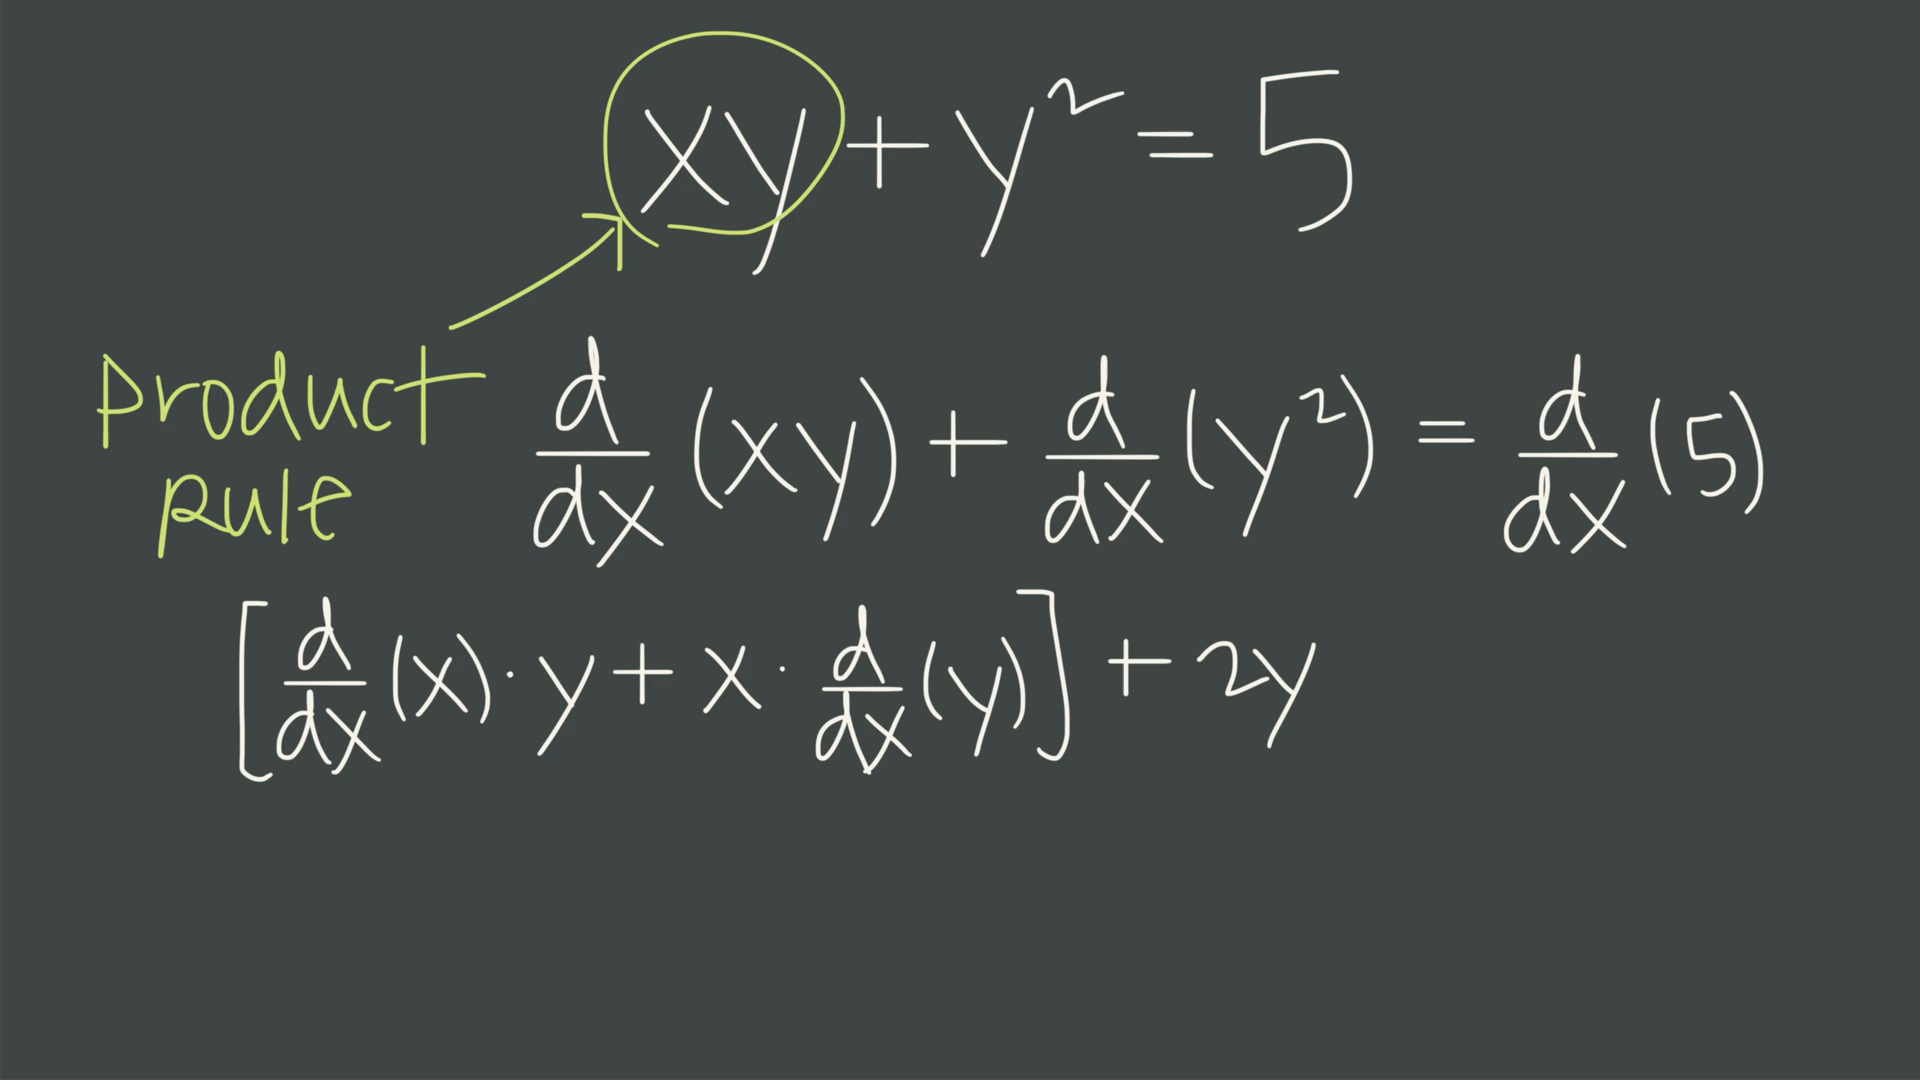 xy + y² = 5
Product rule
d/dx (xy) + d/dx (y²) = d/dx (5)
[d/dx (x) · y + x · d/dx (y)] + 2y